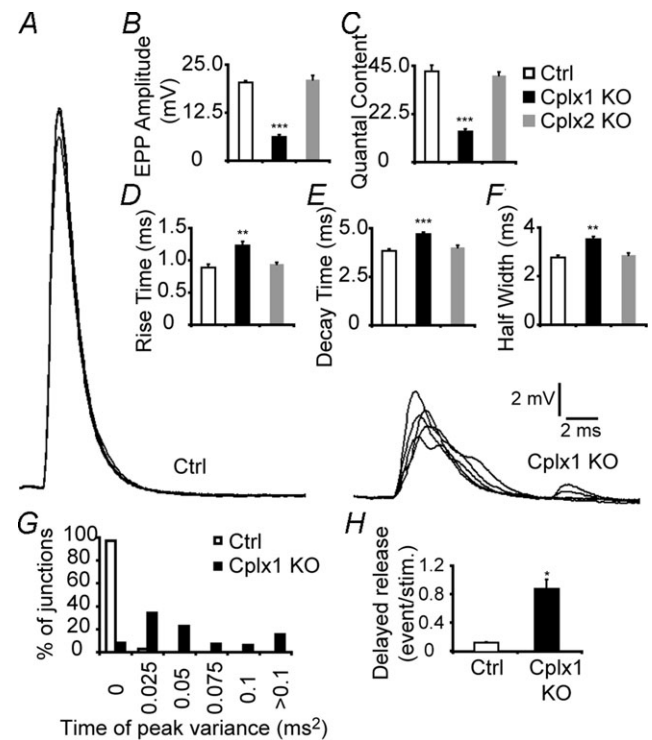 A
B
EPP Amplitude
(mV)
25.0
12.5
0
***
C
Quantal Content
45.0
22.5
0
***
Ctrl
Cplx1 KO
Cplx2 KO
D
Rise Time (ms)
1.5
1.0
0.5
0
**
E
Decay Time (ms)
5.0
2.5
0
***
F
Half Width (ms)
4
2
0
**
Ctrl
2 mV
2 ms
Cplx1 KO
G
% of junctions
100
80
60
40
20
0
Ctrl
Cplx1 KO
0
0.025
0.05
0.075
0.1
>0.1
Time of peak variance (ms²)
H
Delayed release
(event/stim.)
1.2
0.8
0.4
0
*
Ctrl
Cplx1
KO